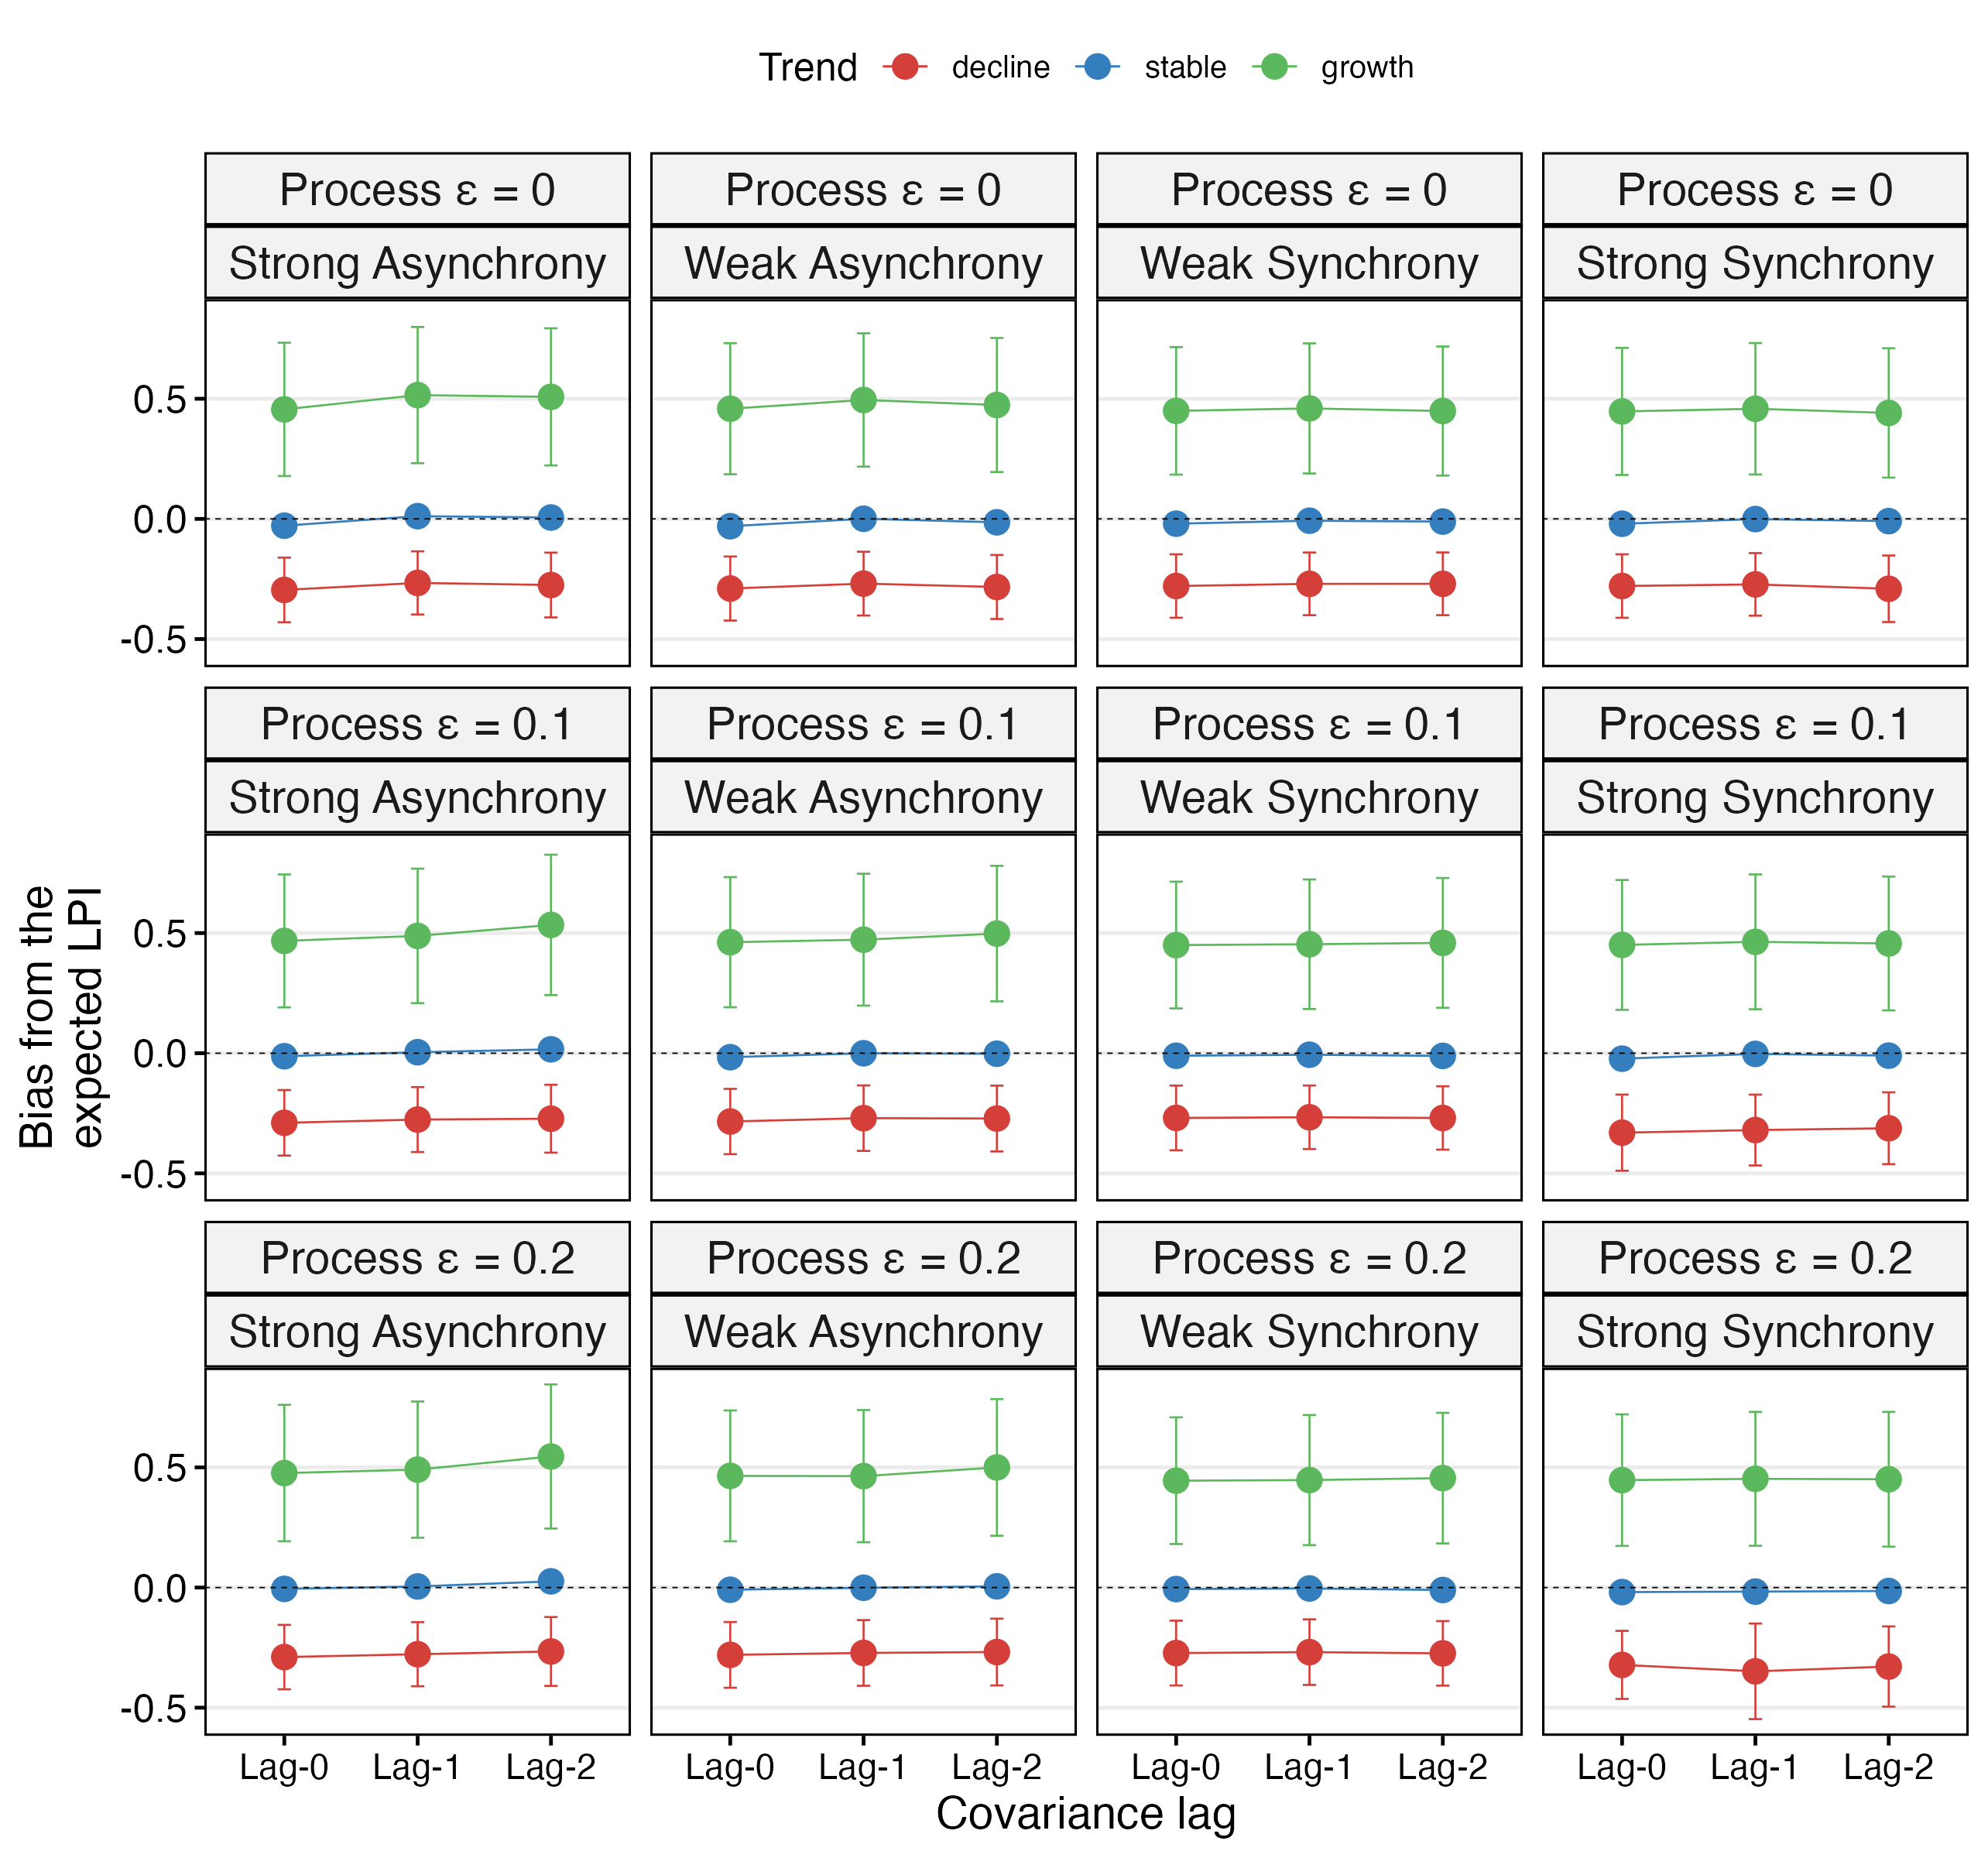 Trend decline stable growth
Process ε = 0 Process ε = 0 Process ε = 0 Process ε = 0
Strong Asynchrony Weak Asynchrony Weak Synchrony Strong Synchrony
0.5
0.0
-0.5
Process ε = 0.1 Process ε = 0.1 Process ε = 0.1 Process ε = 0.1
Strong Asynchrony Weak Asynchrony Weak Synchrony Strong Synchrony
Bias from the
expected LPI
0.5
0.0
-0.5
Process ε = 0.2 Process ε = 0.2 Process ε = 0.2 Process ε = 0.2
Strong Asynchrony Weak Asynchrony Weak Synchrony Strong Synchrony
0.5
0.0
-0.5
Lag-0 Lag-1 Lag-2 Lag-0 Lag-1 Lag-2 Lag-0 Lag-1 Lag-2 Lag-0 Lag-1 Lag-2
Covariance lag